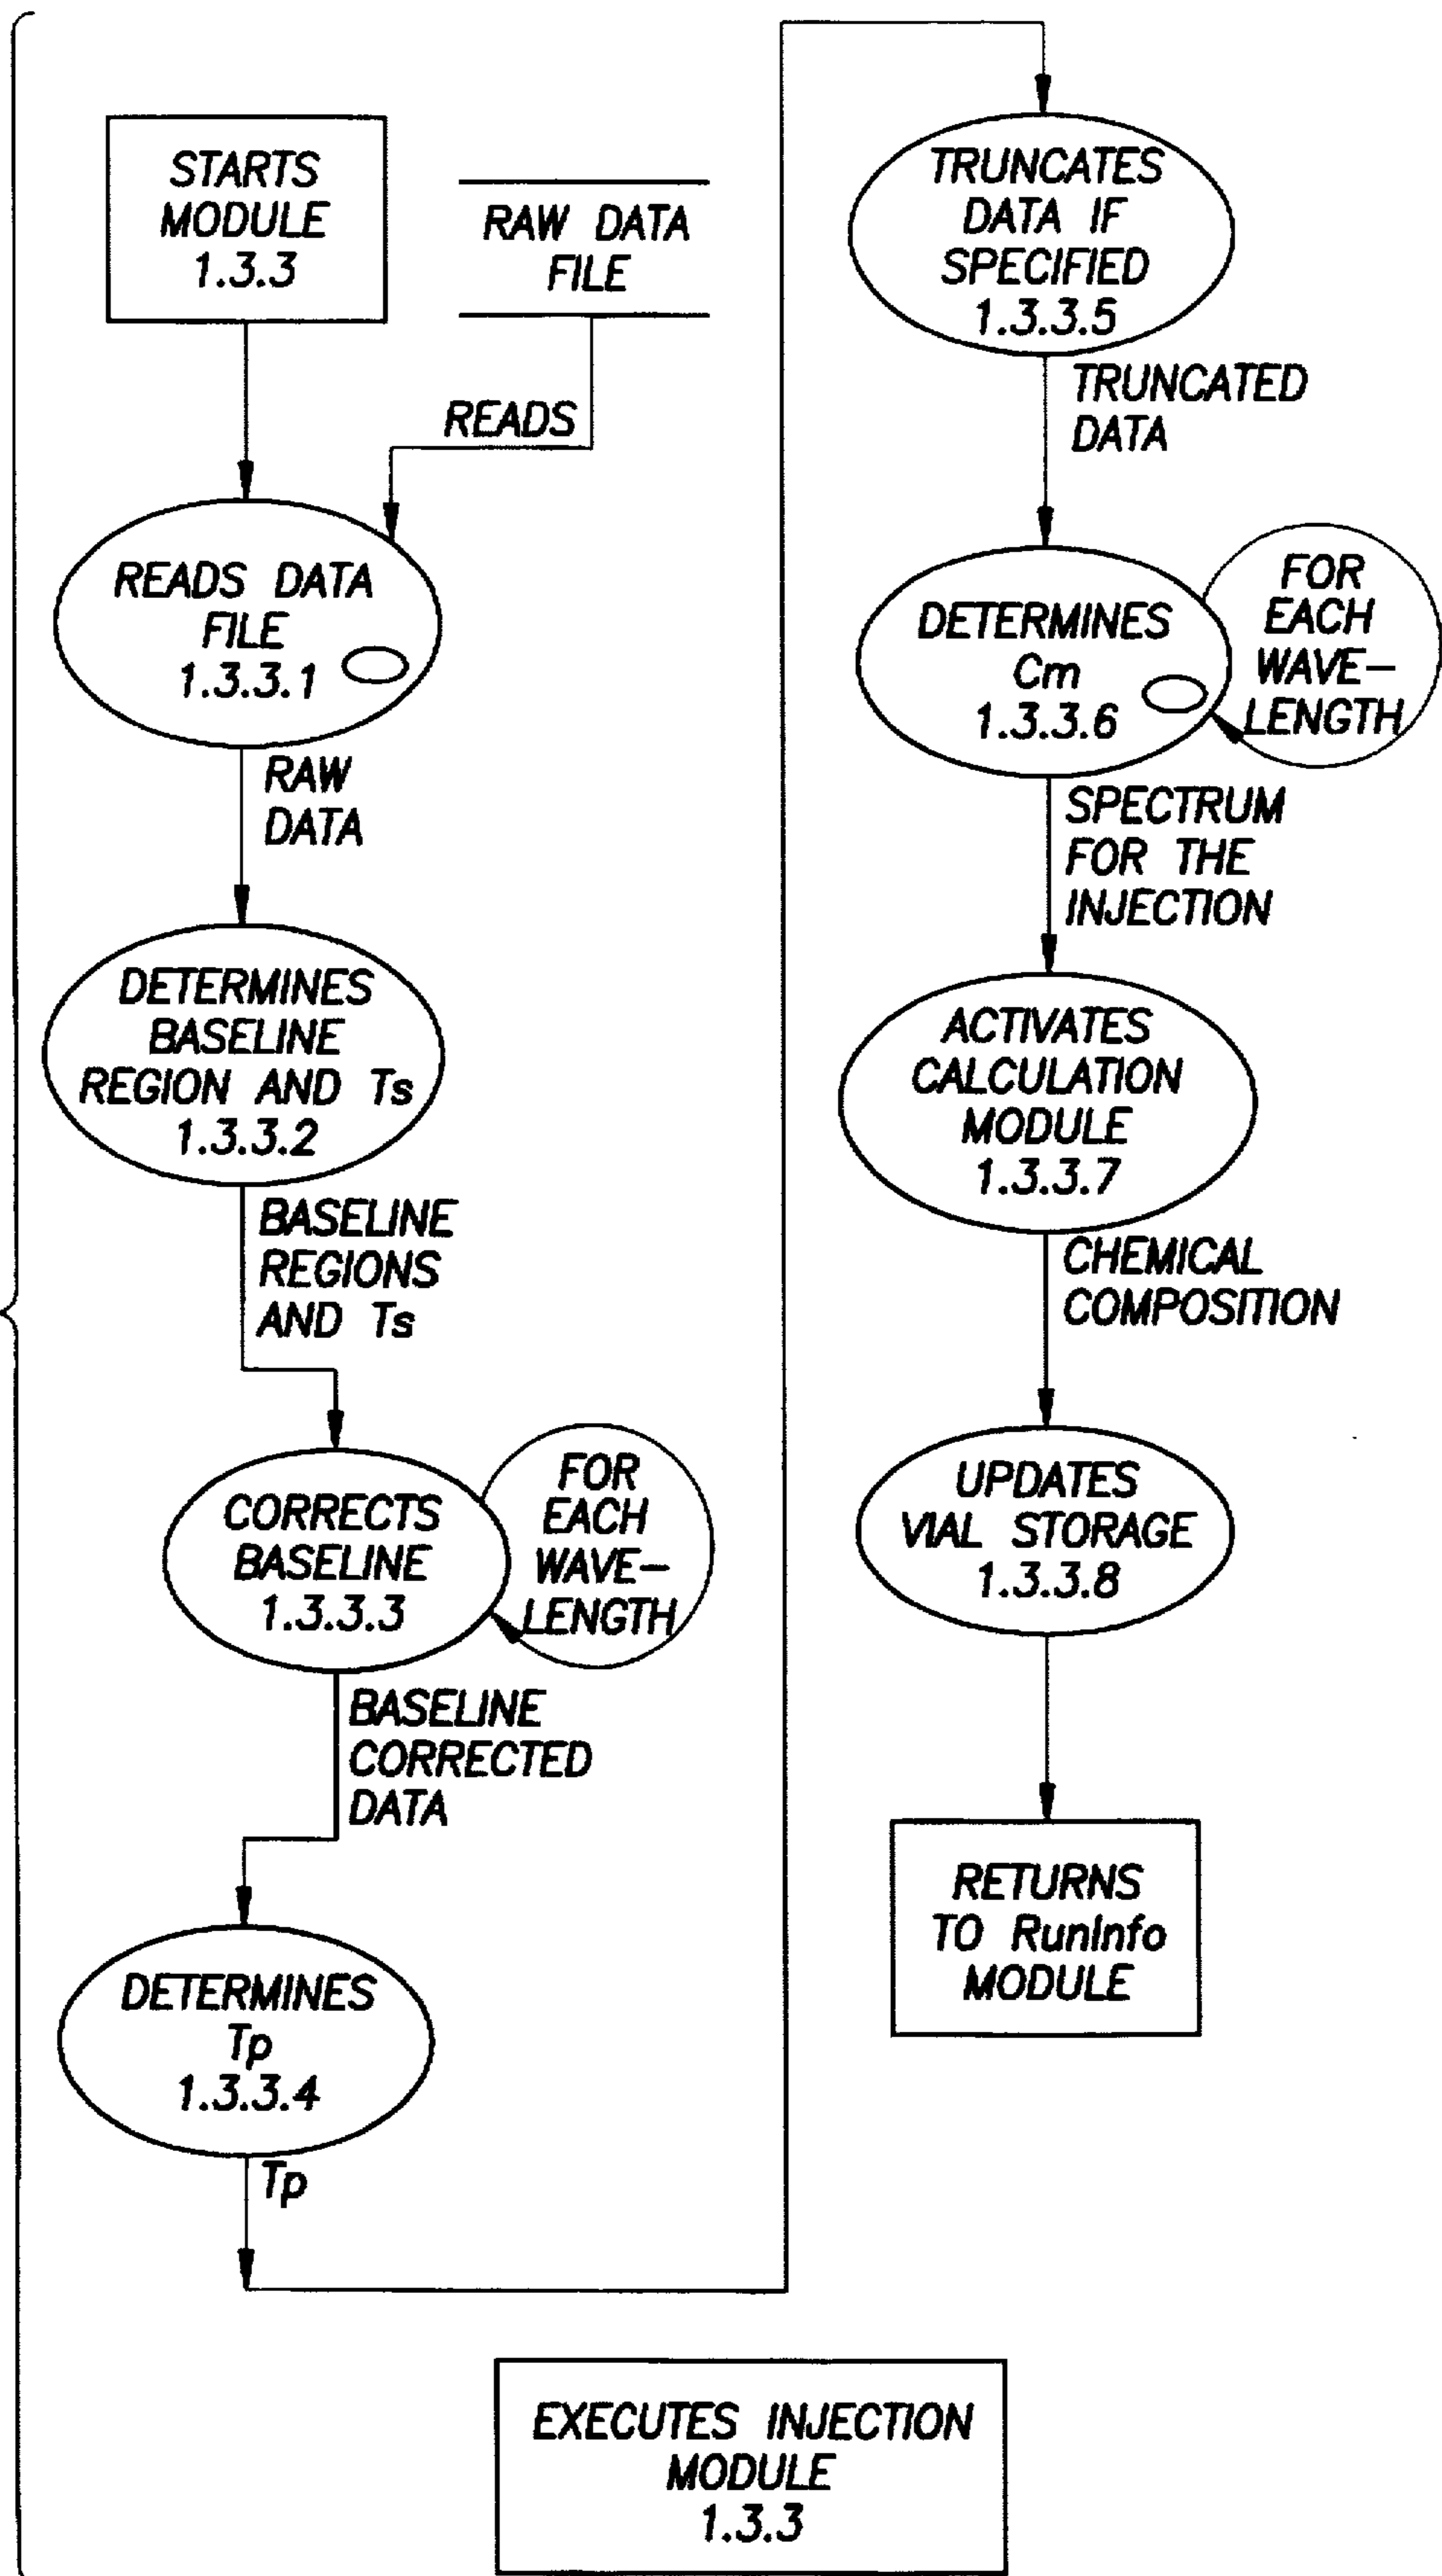 STARTS
MODULE
1.3.3
RAW DATA
FILE
READS
READS DATA
FILE
1.3.3.1
RAW
DATA
DETERMINES
BASELINE
REGION AND Ts
1.3.3.2
BASELINE
REGIONS
AND Ts
CORRECTS
BASELINE
1.3.3.3
FOR
EACH
WAVE-
LENGTH
BASELINE
CORRECTED
DATA
DETERMINES
Tp
1.3.3.4
Tp
TRUNCATES
DATA IF
SPECIFIED
1.3.3.5
TRUNCATED
DATA
DETERMINES
Cm
1.3.3.6
FOR
EACH
WAVE-
LENGTH
SPECTRUM
FOR THE
INJECTION
ACTIVATES
CALCULATION
MODULE
1.3.3.7
CHEMICAL
COMPOSITION
UPDATES
VIAL STORAGE
1.3.3.8
RETURNS
TO RunInfo
MODULE
EXECUTES INJECTION
MODULE
1.3.3